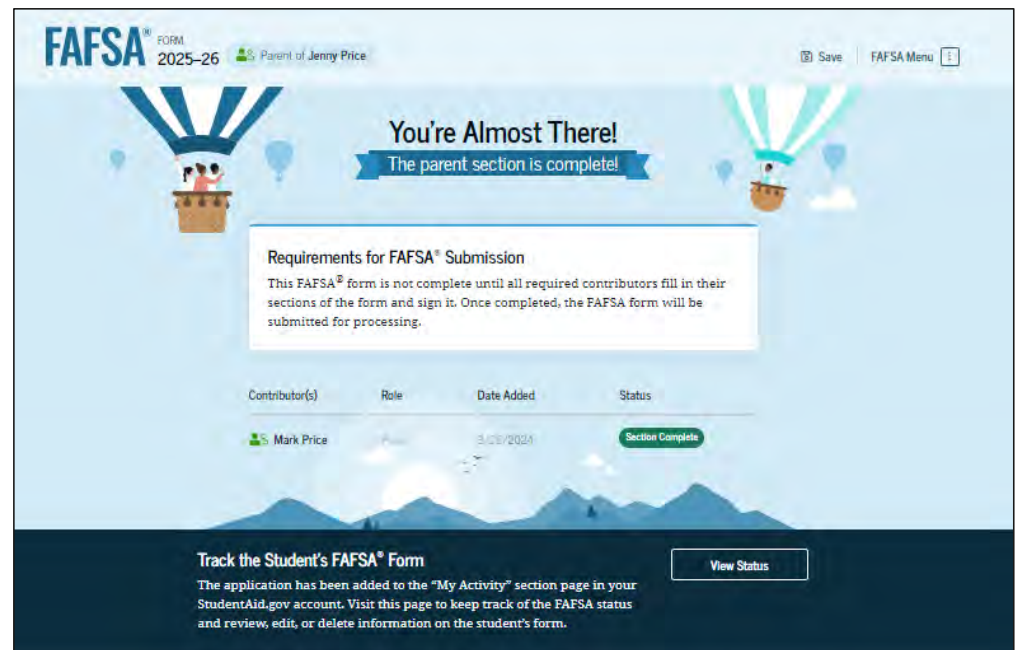 FAFSA® FORM 2025–26
Parent of Jenny Price
Save
FAFSA Menu
You're Almost There!
The parent section is complete!
Requirements for FAFSA® Submission
This FAFSA® form is not complete until all required contributors fill in their
sections of the form and sign it. Once completed, the FAFSA form will be
submitted for processing.
Contributor(s) Role Date Added Status
Mark Price Section Complete
Track the Student's FAFSA® Form
View Status
The application has been added to the “My Activity” section page in your
StudentAid.gov account. Visit this page to keep track of the FAFSA status
and review, edit, or delete information on the student's form.